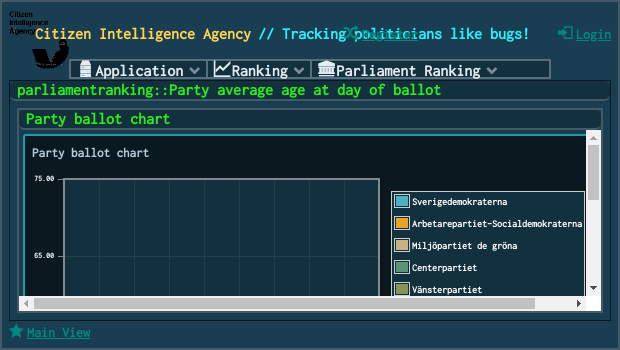 Citizen
Intelligence
Agency
Citizen Intelligence Agency // Tracking politicians like bugs!
Register
Login
Application
Ranking
Parliament Ranking
parliamentranking::Party average age at day of ballot
Party ballot chart
Party ballot chart
75.00
65.00
Sverigedemokraterna
Arbetarepartiet-Socialdemokraterna
Miljöpartiet de gröna
Centerpartiet
Vänsterpartiet
Main View